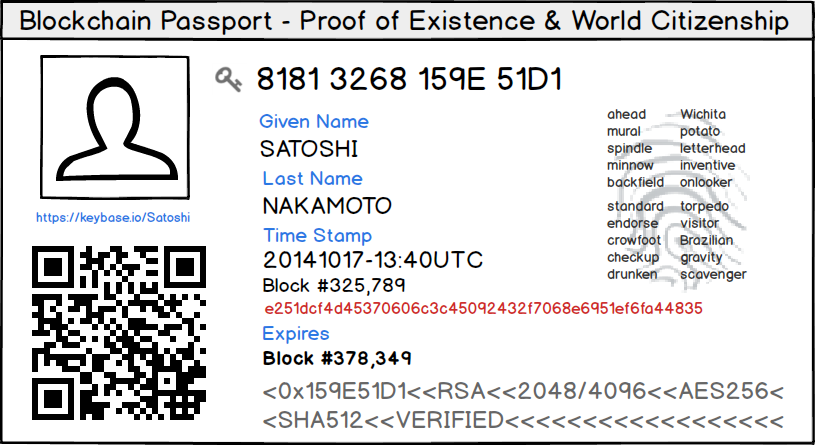 Blockchain Passport - Proof of Existence & World Citizenship
8181 3268 159E 51D1
Given Name
SATOSHI
Last Name
NAKAMOTO
Time Stamp
20141017-13:40UTC
Block #325,789
e251dcf4d45370606c3c45092432f7068e6951ef6fa44835
Expires
Block #378,349
https://keybase.io/Satoshi
ahead Wichita
mural potato
spindle letterhead
minnow inventive
backfield onlooker
standard torpedo
endorse visitor
crowfoot Brazilian
checkup gravity
drunken scavenger
<0x159E51D1<<RSA<<2048/4096<<AES256<
<SHA512<<VERIFIED<<<<<<<<<<<<<<<<<<